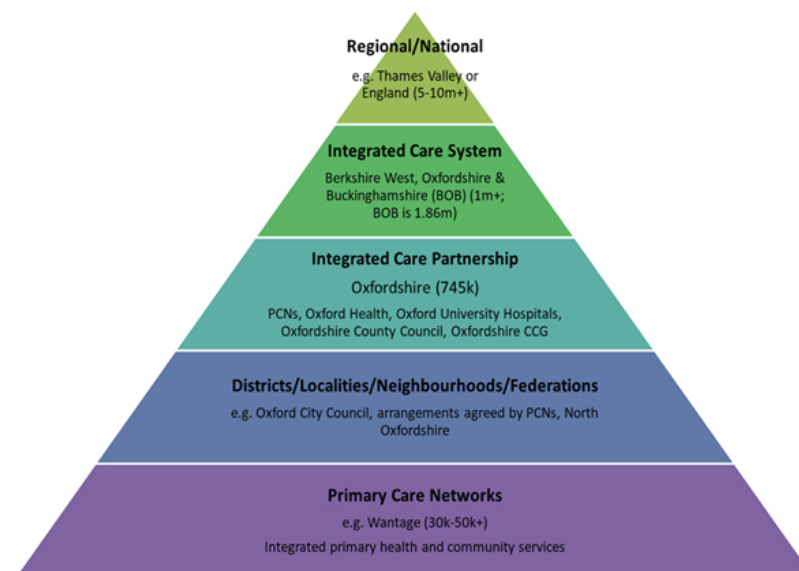 Regional/National
e.g. Thames Valley or
England (5-10m+)
Integrated Care System
Berkshire West, Oxfordshire &
Buckinghamshire (BOB) (1m+;
BOB is 1.86m)
Integrated Care Partnership
Oxfordshire (745k)
PCNs, Oxford Health, Oxford University Hospitals,
Oxfordshire County Council, Oxfordshire CCG
Districts/Localities/Neighbourhoods/Federations
e.g. Oxford City Council, arrangements agreed by PCNs, North
Oxfordshire
Primary Care Networks
e.g. Wantage (30k-50k+)
Integrated primary health and community services